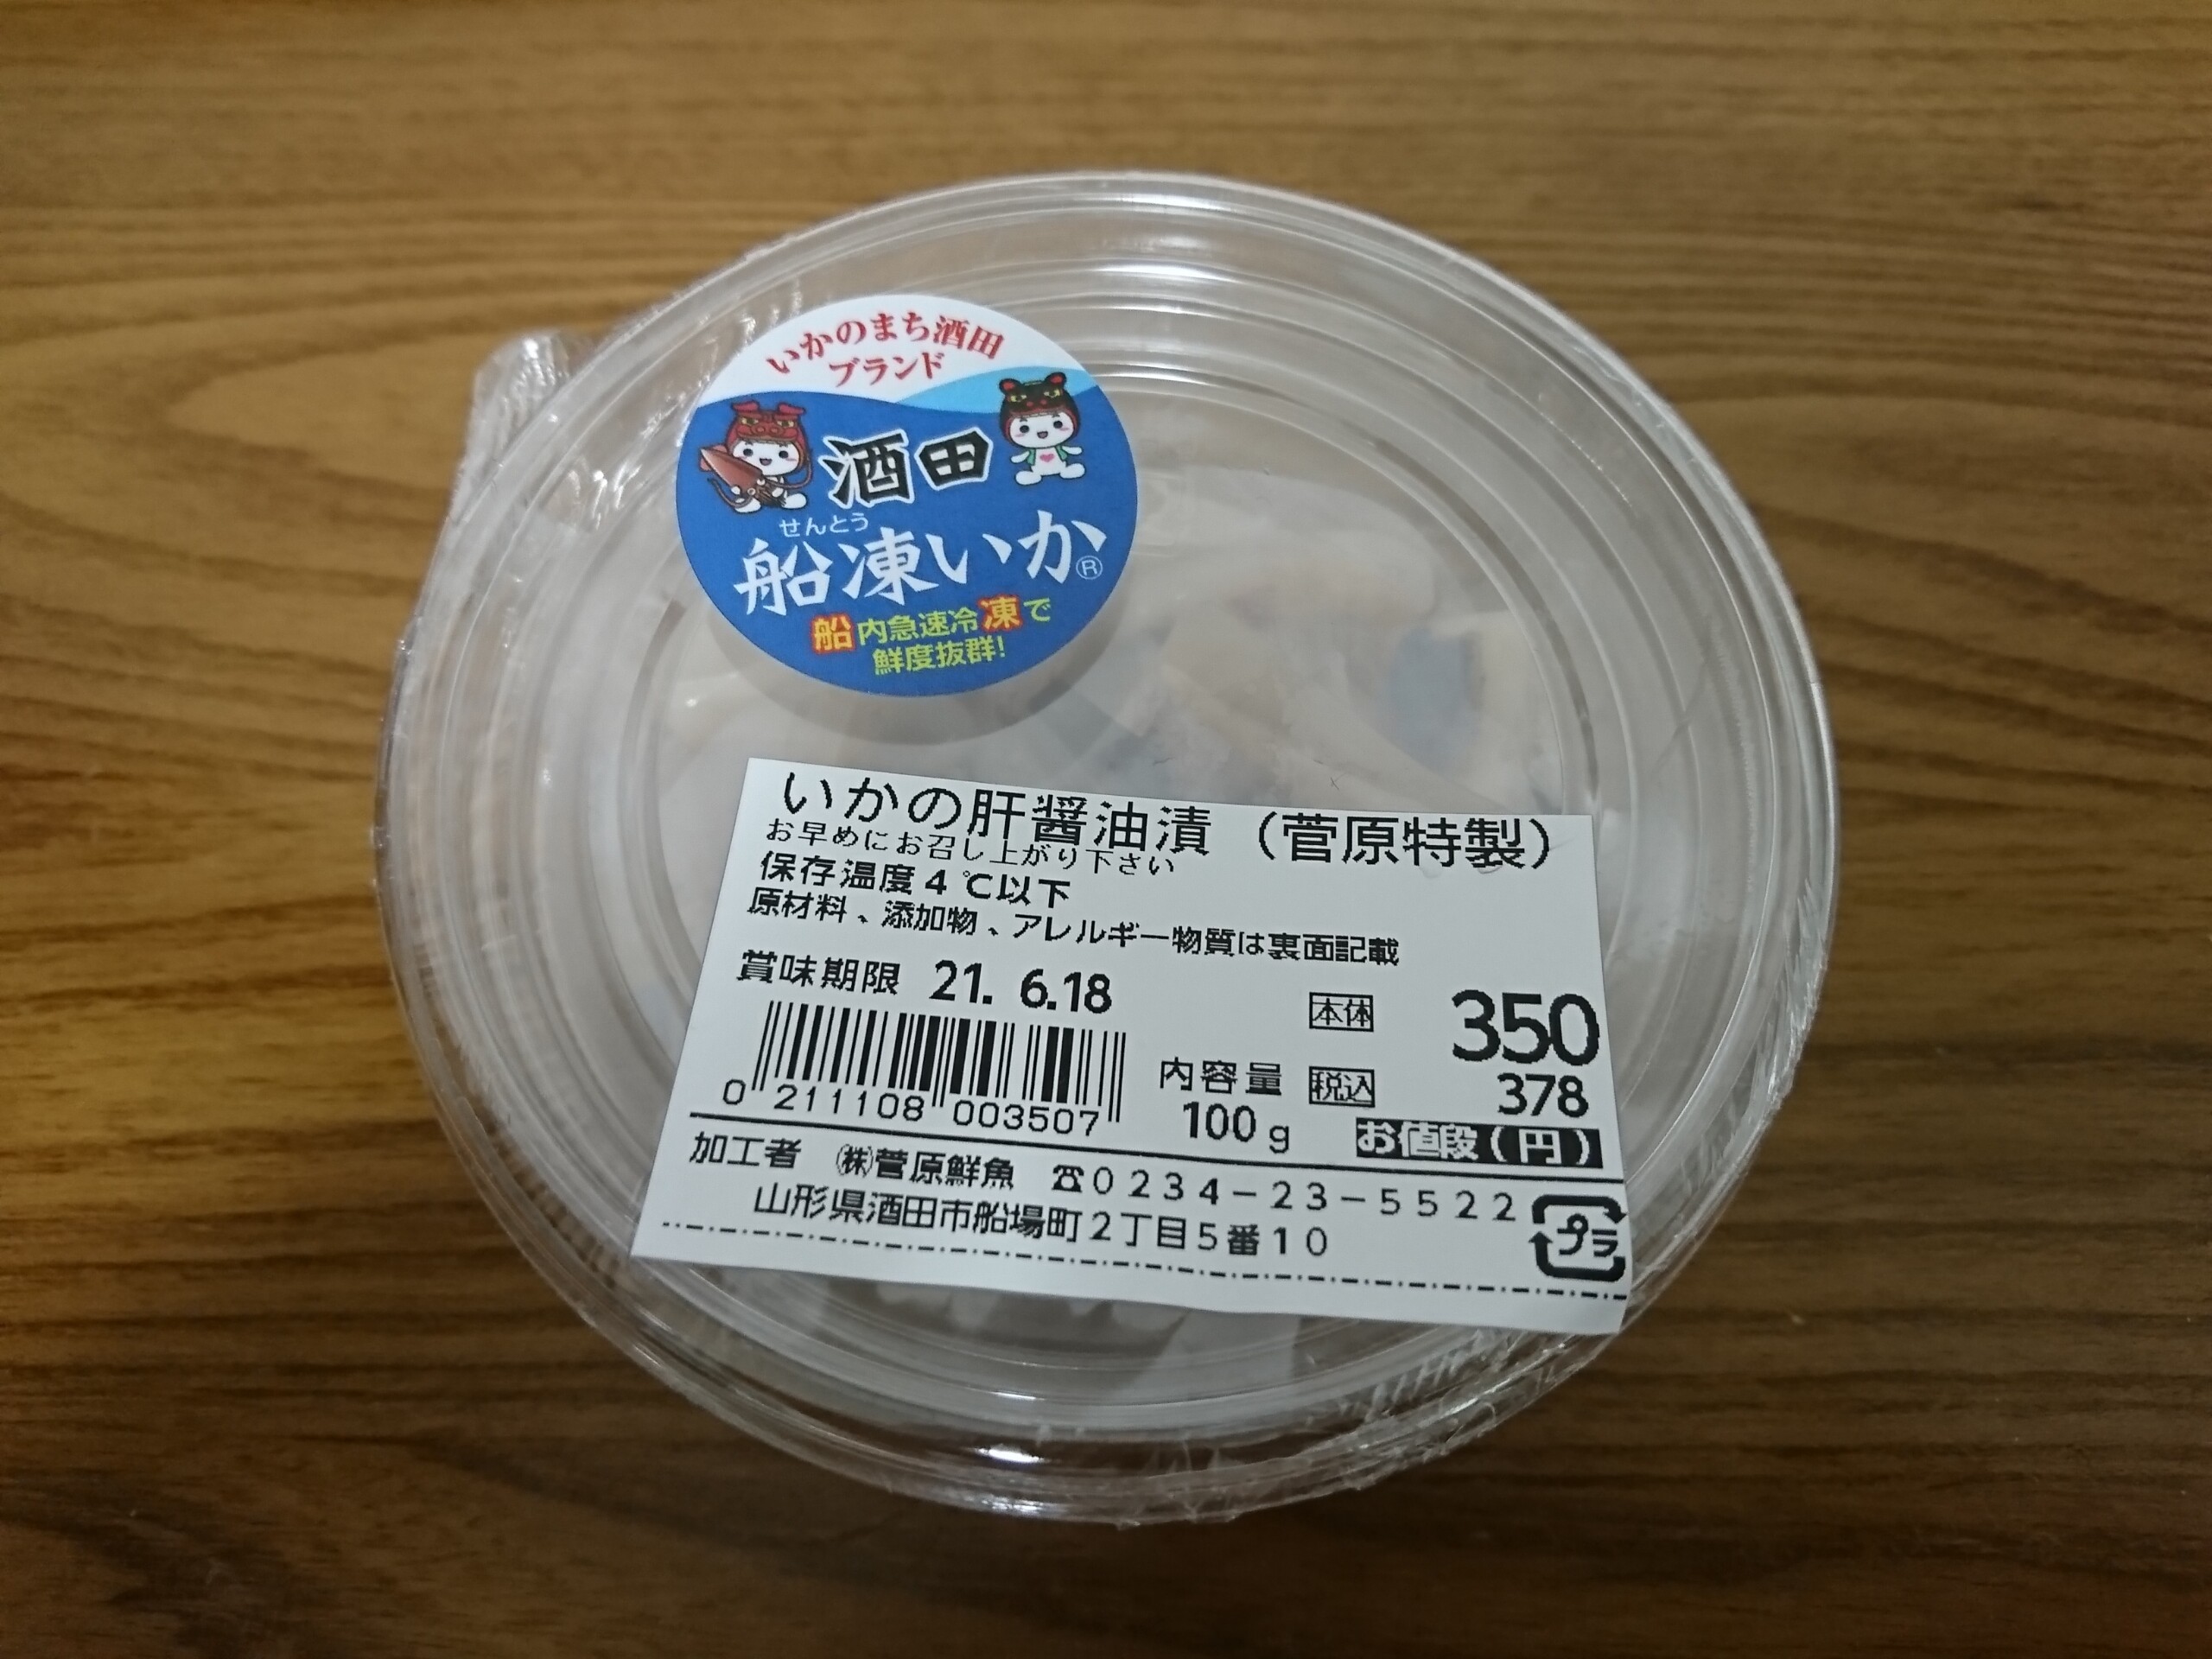 いかのまち酒田
ブランド
酒田
せんとう
船凍いか®
船内急速冷凍で
鮮度抜群!
いかの肝醤油漬（菅原特製）
お早めにお召し上がり下さい
保存温度４℃以下
原材料、添加物、アレルギー物質は裏面記載
賞味期限 21. 6.18
本体 350
内容量 税込 378
100g お値段(円)
0 211108 003507
加工者 ㈱菅原鮮魚 ☎０２３４－２３－５５２２
山形県酒田市船場町２丁目５番１０
プラ